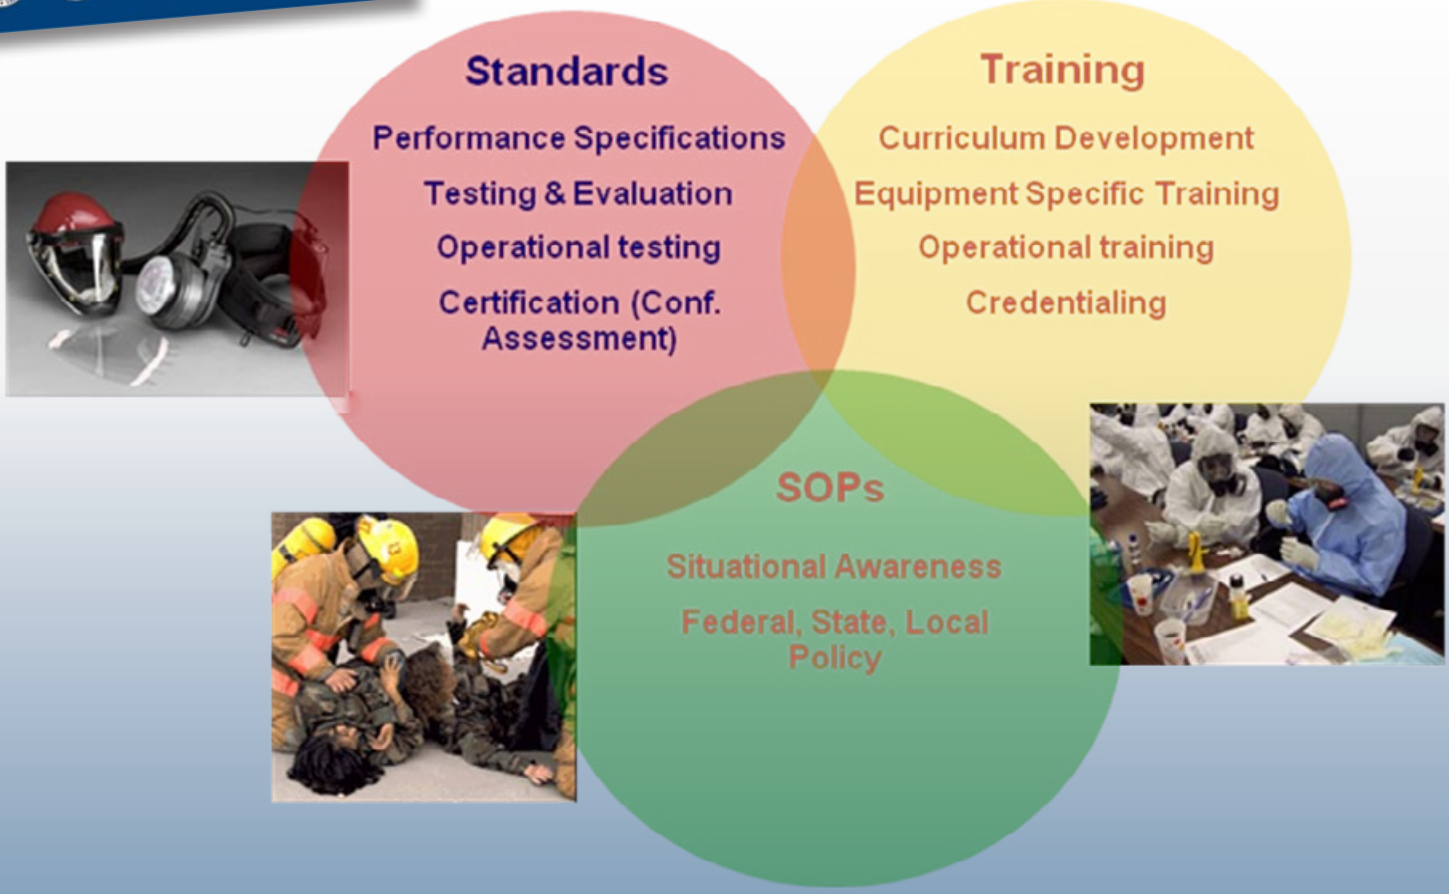 Standards
Performance Specifications
Testing & Evaluation
Operational testing
Certification (Conf.
Assessment)
Training
Curriculum Development
Equipment Specific Training
Operational training
Credentialing
SOPs
Situational Awareness
Federal, State, Local
Policy